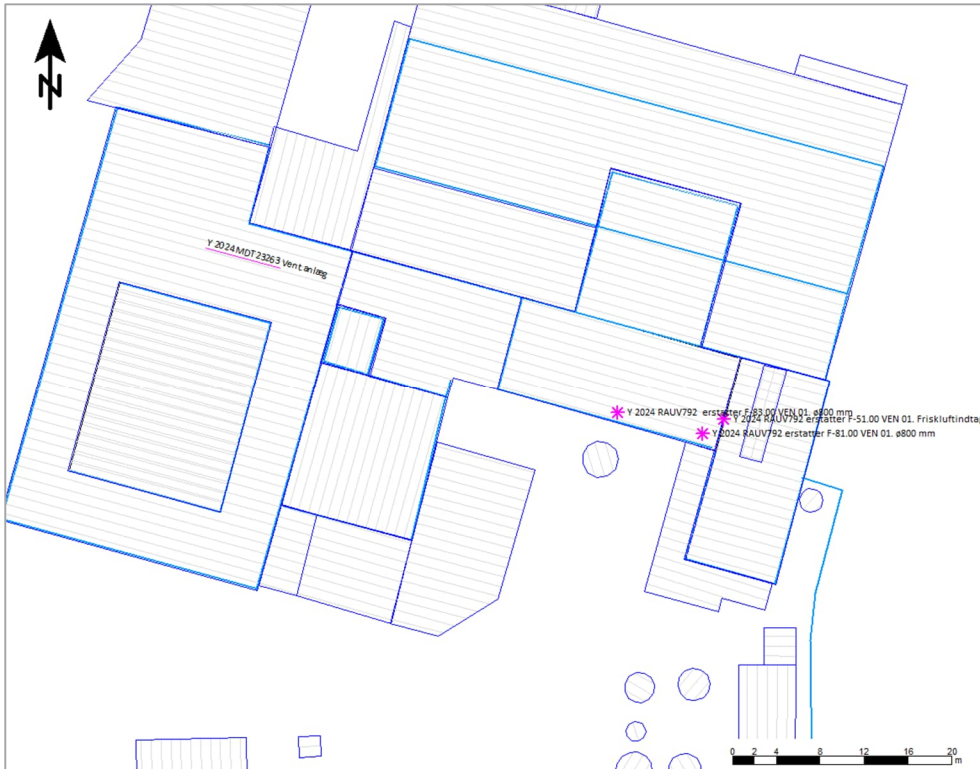 N
Y 2024 MDT 23263 Vent anlæg
Y 2024 RAUV792 erstatter F-83.00 VEN 01. ø800 mm
Y 2024 RAUV792 erstatter F-51.00 VEN 01. Friskluftindta
Y 2024 RAUV792 erstatter F-81.00 VEN 01. ø800 mm
0 2 4 8 12 16 20
m